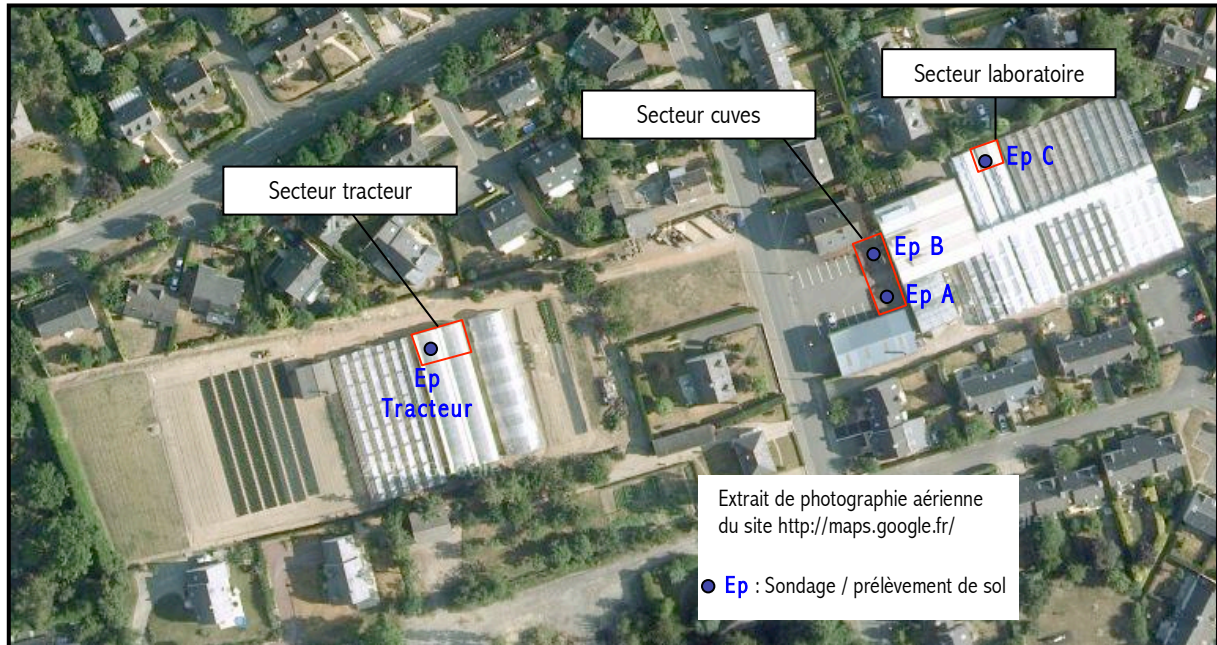 Secteur laboratoire
Secteur cuves
Ep C
Secteur tracteur
Ep B
Ep A
Ep
Tracteur
Extrait de photographie aérienne
du site http://maps.google.fr/
Ep : Sondage / prélèvement de sol